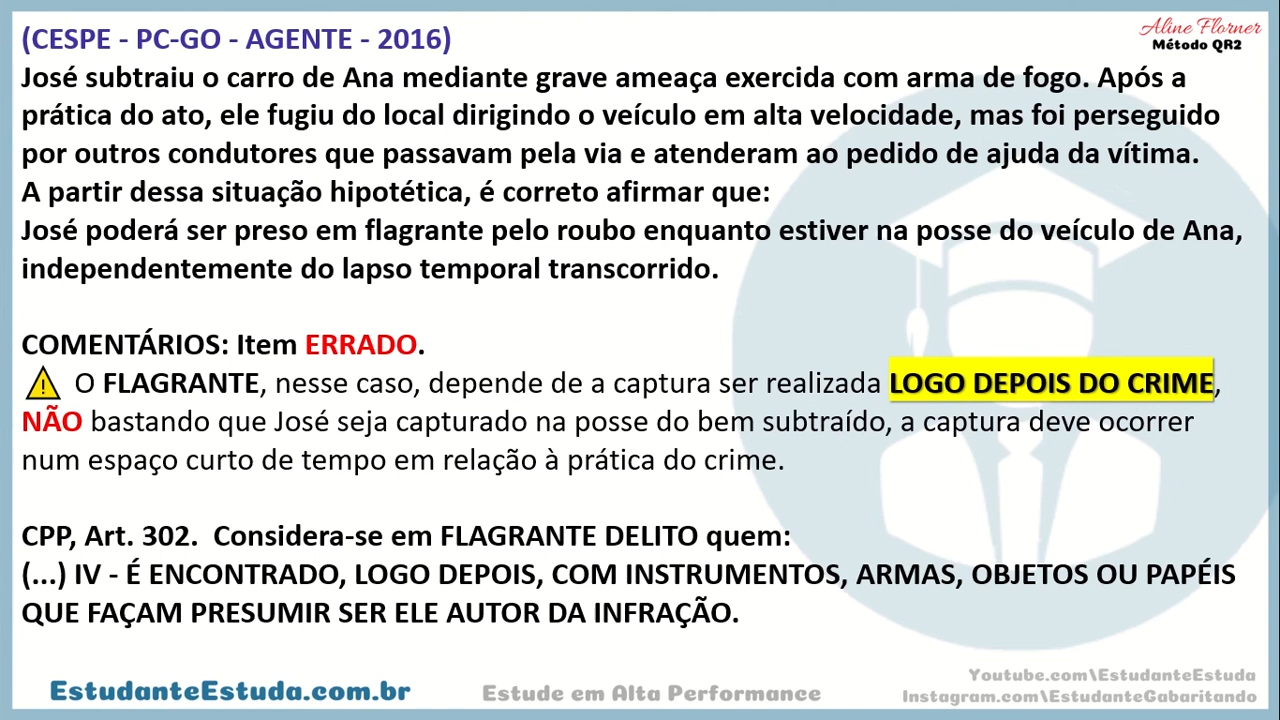 (CESPE - PC-GO - AGENTE - 2016)
Aline Florner
Método QR2
José subtraiu o carro de Ana mediante grave ameaça exercida com arma de fogo. Após a
prática do ato, ele fugiu do local dirigindo o veículo em alta velocidade, mas foi perseguido
por outros condutores que passavam pela via e atenderam ao pedido de ajuda da vítima.
A partir dessa situação hipotética, é correto afirmar que:
José poderá ser preso em flagrante pelo roubo enquanto estiver na posse do veículo de Ana,
independentemente do lapso temporal transcorrido.
COMENTÁRIOS: Item ERRADO.
O FLAGRANTE, nesse caso, depende de a captura ser realizada LOGO DEPOIS DO CRIME,
NÃO bastando que José seja capturado na posse do bem subtraído, a captura deve ocorrer
num espaço curto de tempo em relação à prática do crime.
CPP, Art. 302. Considera-se em FLAGRANTE DELITO quem:
(...) IV - É ENCONTRADO, LOGO DEPOIS, COM INSTRUMENTOS, ARMAS, OBJETOS OU PAPÉIS
QUE FAÇAM PRESUMIR SER ELE AUTOR DA INFRAÇÃO.
EstudanteEstuda.com.br
Estude em Alta Performance
Youtube.com\EstudanteEstuda
Instagram.com\EstudanteGabaritando